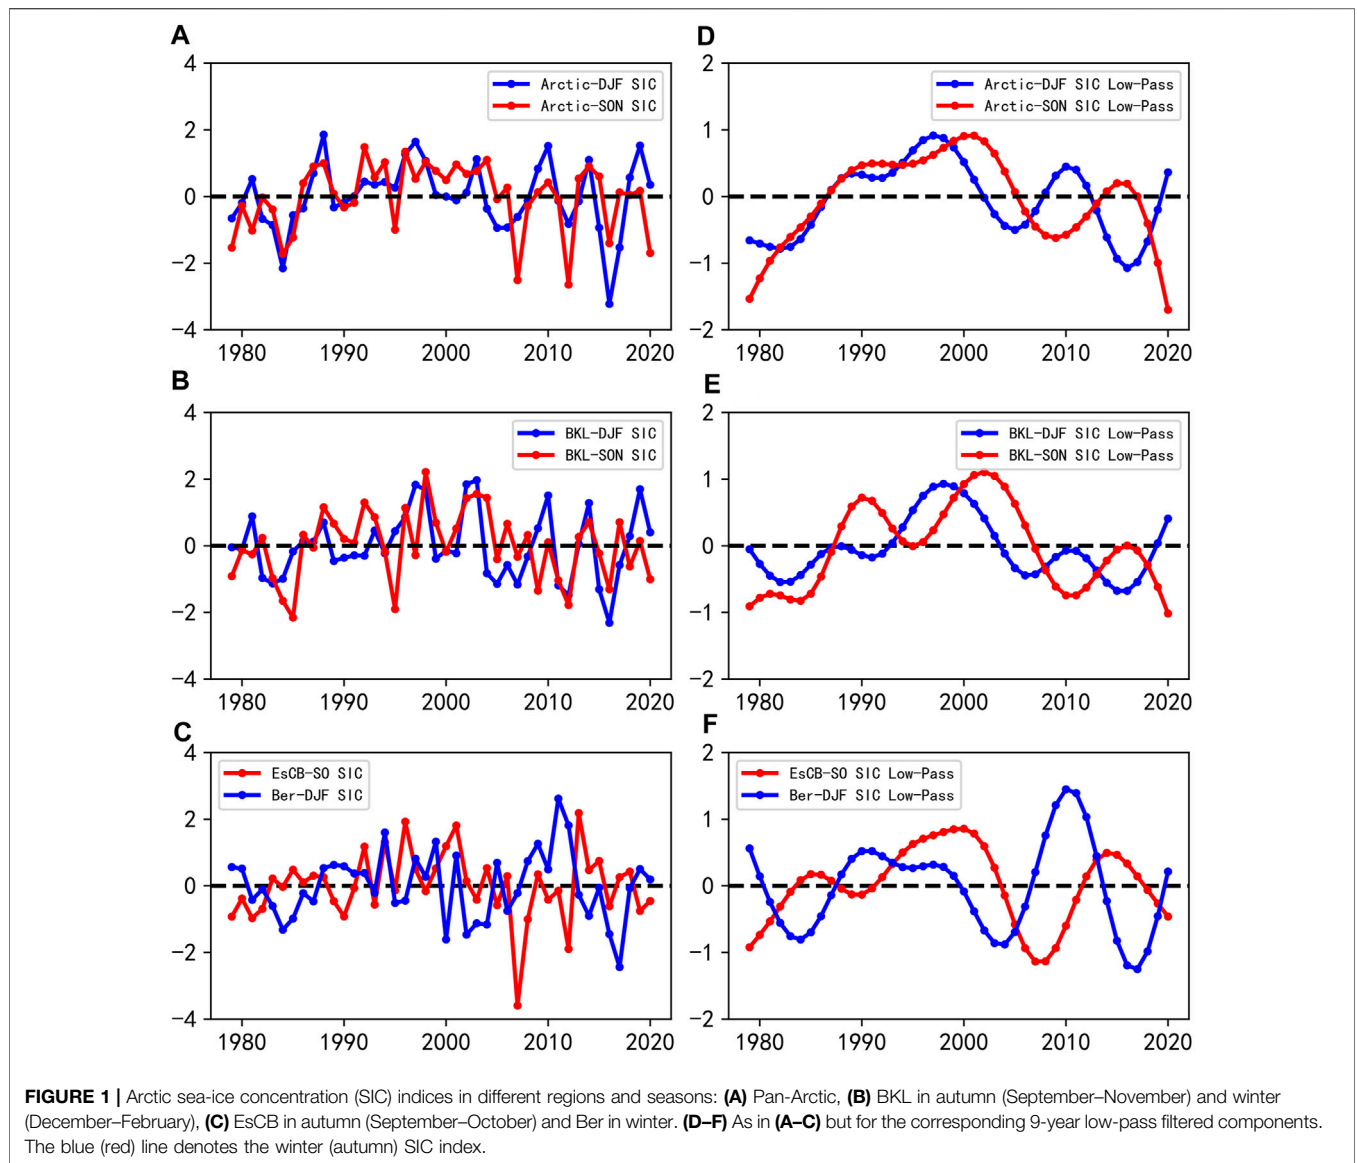 A
4
2
0
−2
−4
1980 1990 2000 2010 2020
Arctic-DJF SIC
Arctic-SON SIC
D
2
1
0
−1
−2
1980 1990 2000 2010 2020
Arctic-DJF SIC Low-Pass
Arctic-SON SIC Low-Pass
B
4
2
0
−2
−4
1980 1990 2000 2010 2020
BKL-DJF SIC
BKL-SON SIC
E
2
1
0
−1
−2
1980 1990 2000 2010 2020
BKL-DJF SIC Low-Pass
BKL-SON SIC Low-Pass
C
4
2
0
−2
−4
1980 1990 2000 2010 2020
EsCB-SO SIC
Ber-DJF SIC
F
2
1
0
−1
−2
1980 1990 2000 2010 2020
EsCB-SO SIC Low-Pass
Ber-DJF SIC Low-Pass
FIGURE 1 | Arctic sea-ice concentration (SIC) indices in different regions and seasons: (A) Pan-Arctic, (B) BKL in autumn (September–November) and winter
(December–February), (C) EsCB in autumn (September–October) and Ber in winter. (D–F) As in (A–C) but for the corresponding 9-year low-pass filtered components.
The blue (red) line denotes the winter (autumn) SIC index.